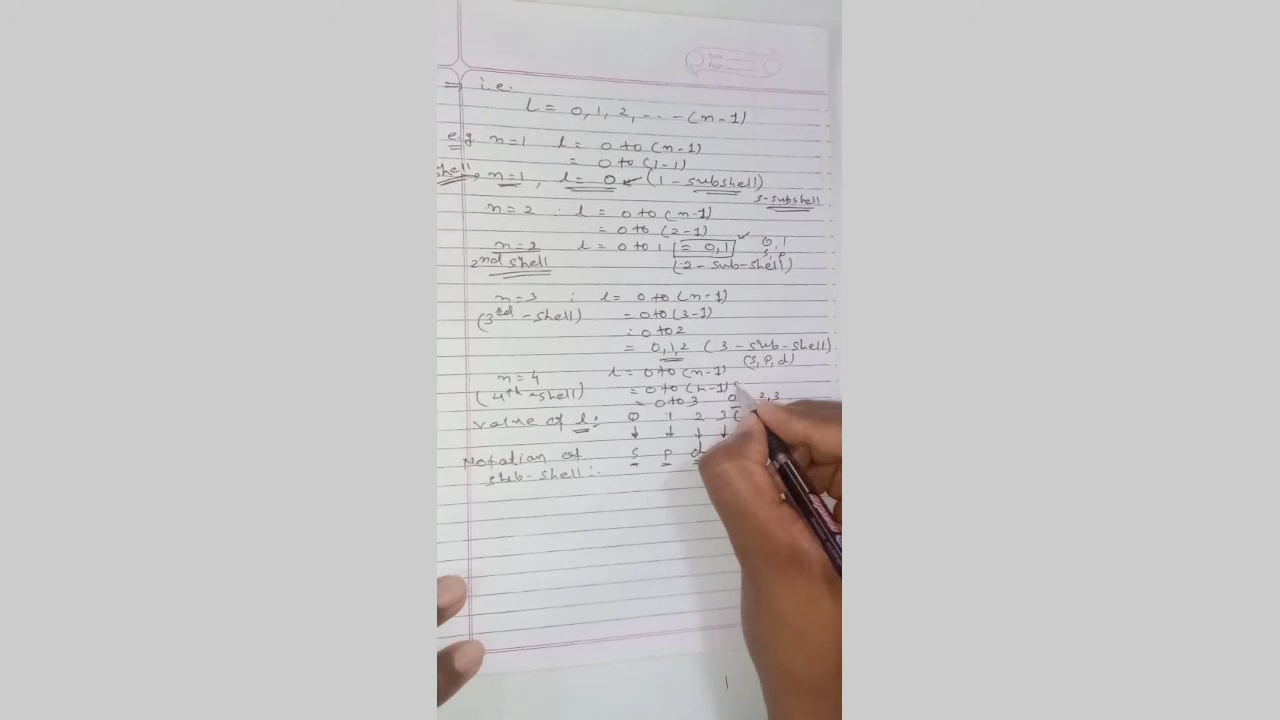 ⇒ i.e.
L = 0, 1, 2, ... - (n-1)
e.g. n=1 l = 0 to (n-1)
= 0 to (1-1)
shell, n=1, l = 0 ✓ (1 - subshell)
s-subshell
n=2 : l = 0 to (n-1)
= 0 to (2-1)
n=2 l = 0 to 1 = 0,1 ✓ 0, 1
s, p
2nd shell (2 - sub-shell)
n=3 : l = 0 to (n-1)
(3rd - shell) = 0 to (3-1)
= 0 to 2
= 0,1,2 (3 - sub-shell)
(s, p, d)
n=4 l = 0 to (n-1)
(4th - shell) = 0 to (n-1)
= 0 to 3 0 2,3
value of l: 0 1 2 3
↓ ↓ ↓ ↓
Notation of s p d
sub-shell :-